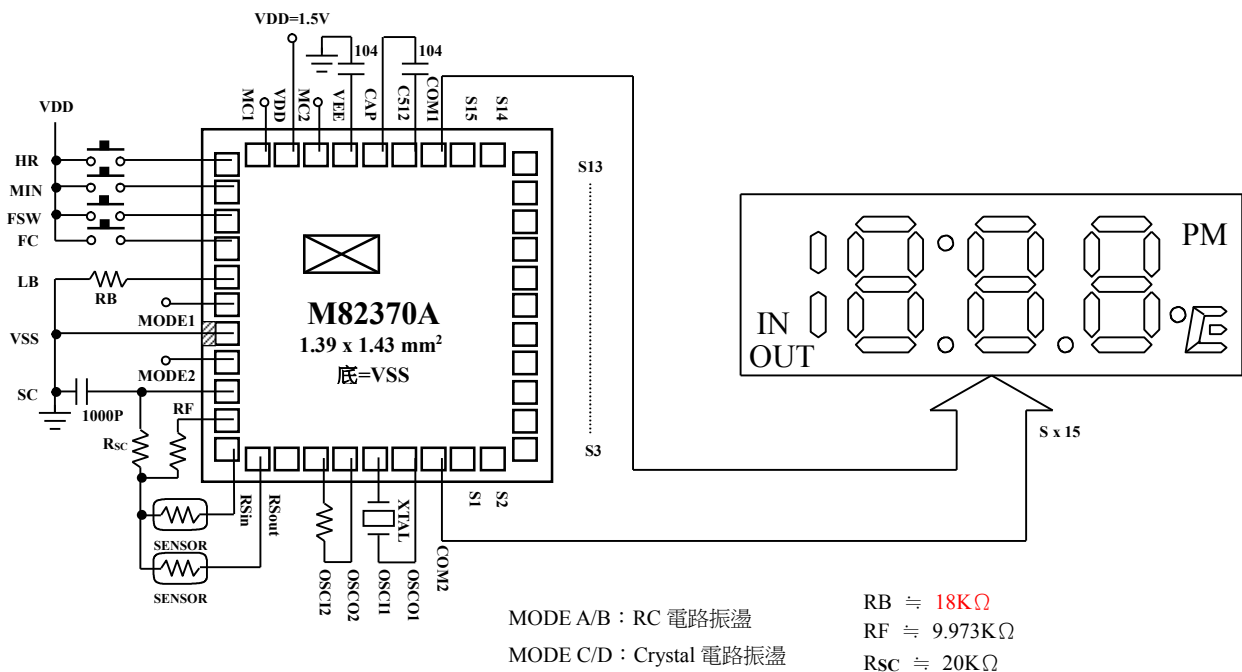 VDD=1.5V
104
104
MC1
VDD
MC2
VEE
CAP
C512
COM1
S15
S14
VDD
HR
MIN
FSW
FC
LB
RB
MODE1
VSS
MODE2
SC
1000P
RF
RSC
M82370A
1.39 x 1.43 mm²
底=VSS
S13
S3
PM
IN
OUT
E
S x 15
SENSOR
SENSOR
RSin
RSout
OSCI2
OSCO2
XTAL
OSCI1
OSCO1
COM2
S1
S2
MODE A/B：RC 電路振盪
MODE C/D：Crystal 電路振盪
RB ≒ 18KΩ
RF ≒ 9.973KΩ
RSC ≒ 20KΩ